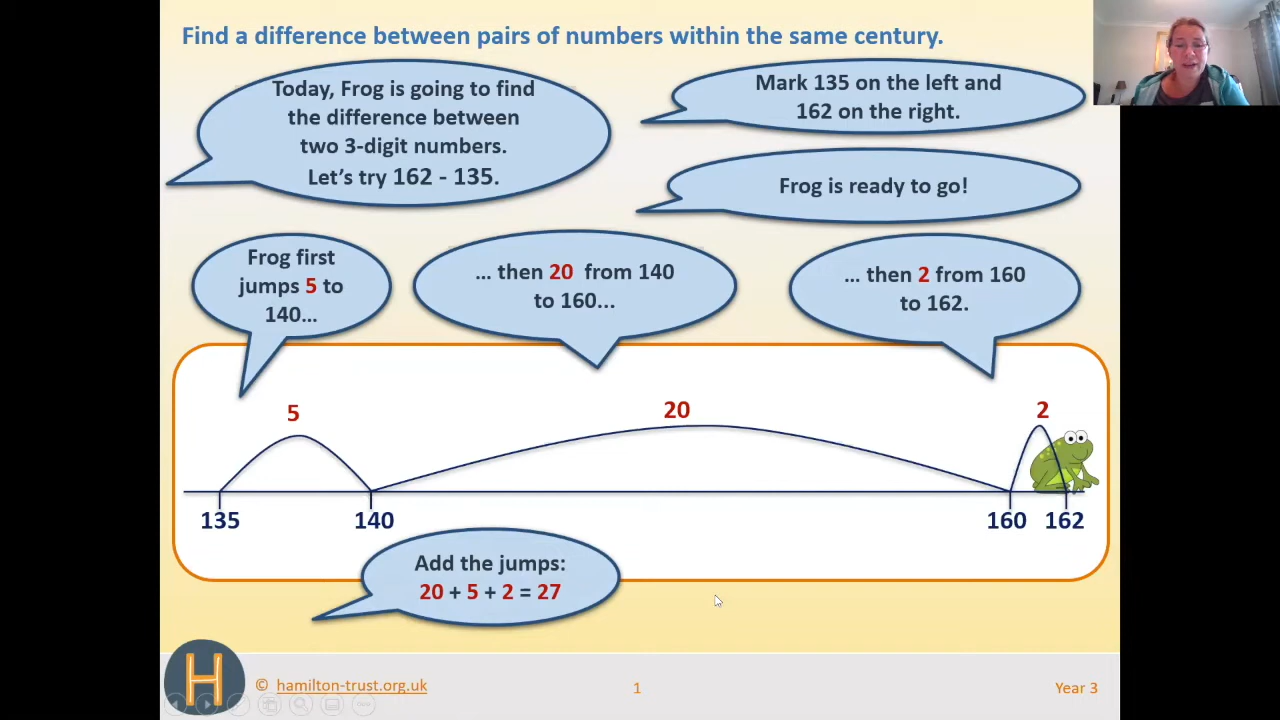 Find a difference between pairs of numbers within the same century.
Today, Frog is going to find
the difference between
two 3-digit numbers.
Let's try 162 - 135.
Mark 135 on the left and
162 on the right.
Frog is ready to go!
Frog first
jumps 5 to
140...
... then 20 from 140
to 160...
... then 2 from 160
to 162.
5
20
2
135
140
160
162
Add the jumps:
20 + 5 + 2 = 27
H
© hamilton-trust.org.uk
1
Year 3